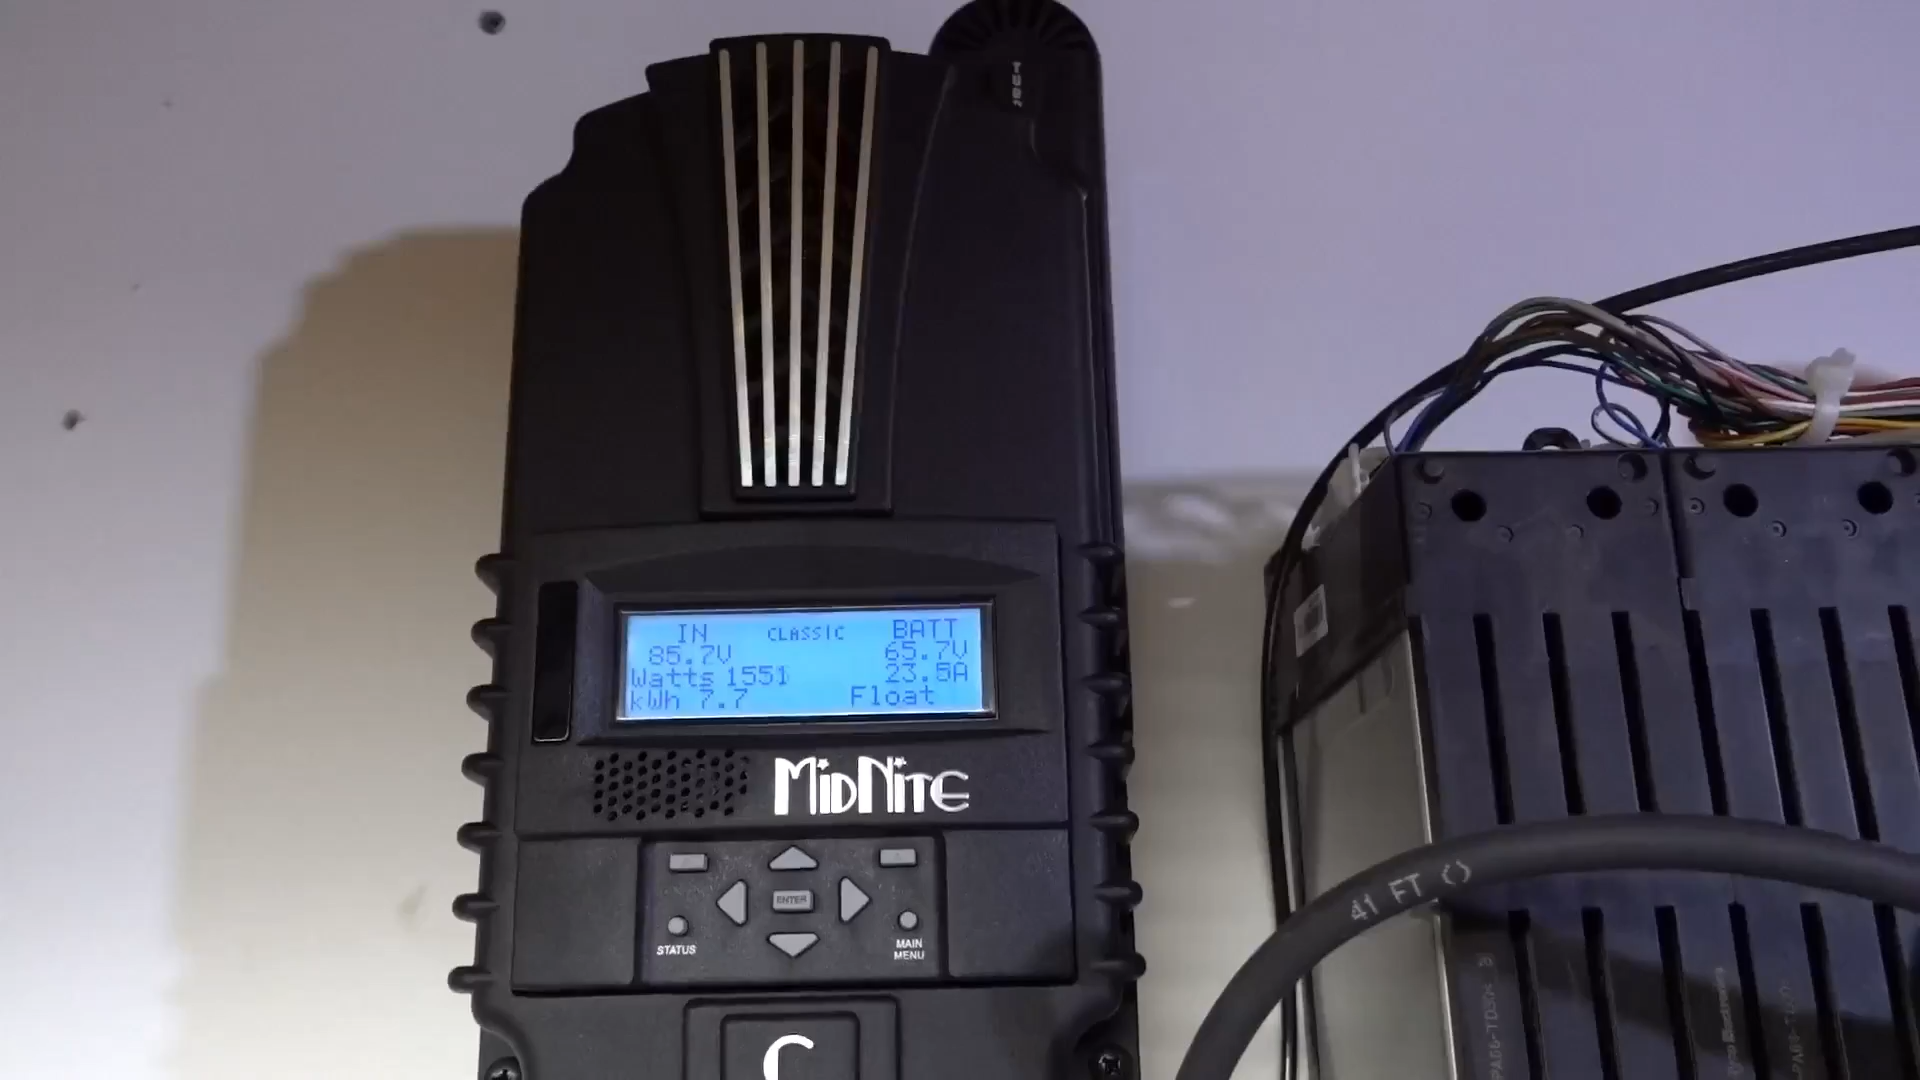 IN CLASSIC BATT
85.7V 65.7V
Watts 1551 23.5A
kWh 7.7 Float
MidNite
ENTER
STATUS
MAIN
MENU
C
41 FT ()